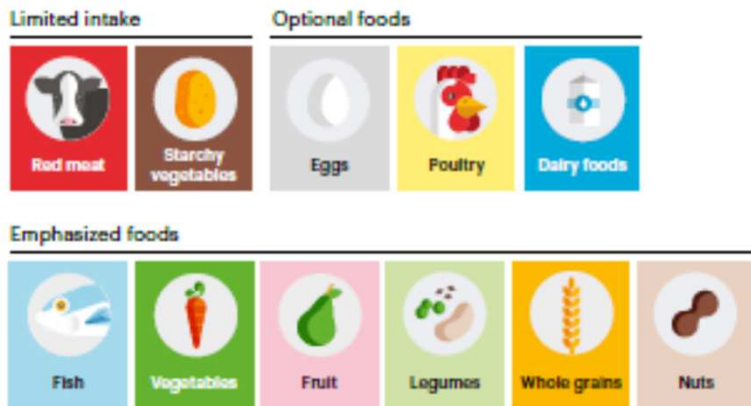 Limited intake
Optional foods
Red meat
Starchy
vegetables
Eggs
Poultry
Dairy foods
Emphasized foods
Fish
Vegetables
Fruit
Legumes
Whole grains
Nuts